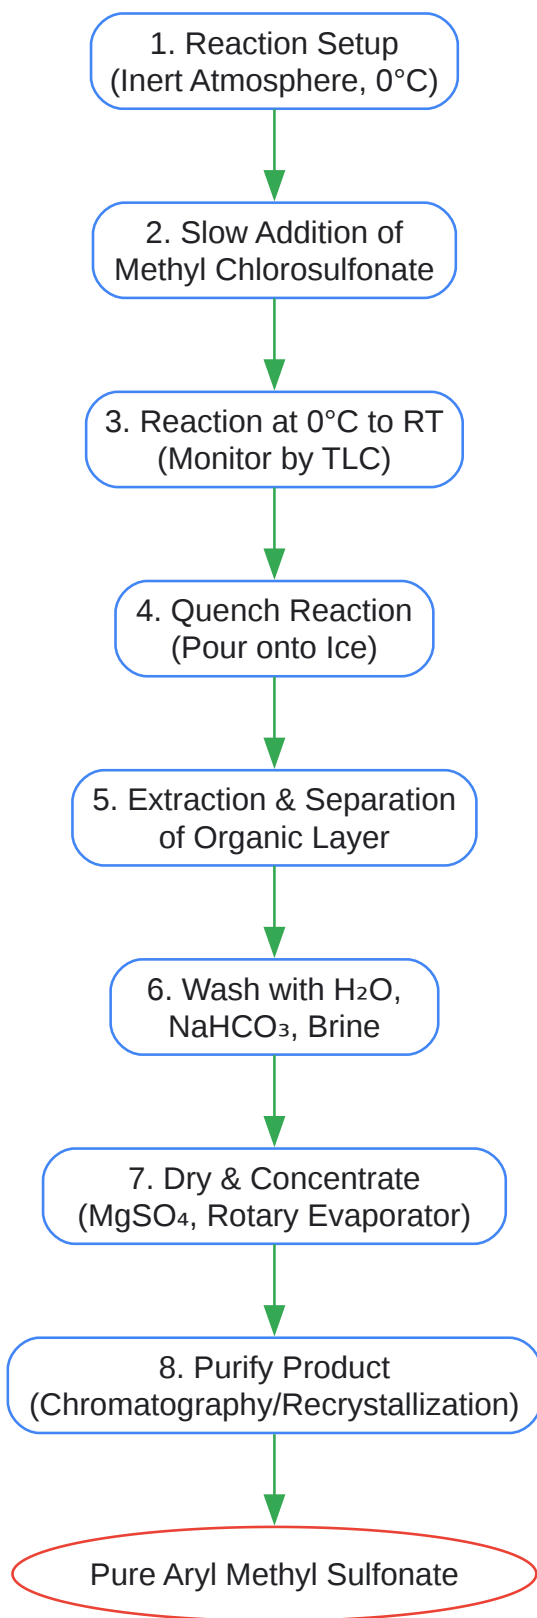 1. Reaction Setup
(Inert Atmosphere, 0°C)
2. Slow Addition of
Methyl Chlorosulfonate
3. Reaction at 0°C to RT
(Monitor by TLC)
4. Quench Reaction
(Pour onto Ice)
5. Extraction & Separation
of Organic Layer
6. Wash with H₂O,
NaHCO₃, Brine
7. Dry & Concentrate
(MgSO₄, Rotary Evaporator)
8. Purify Product
(Chromatography/Recrystallization)
Pure Aryl Methyl Sulfonate